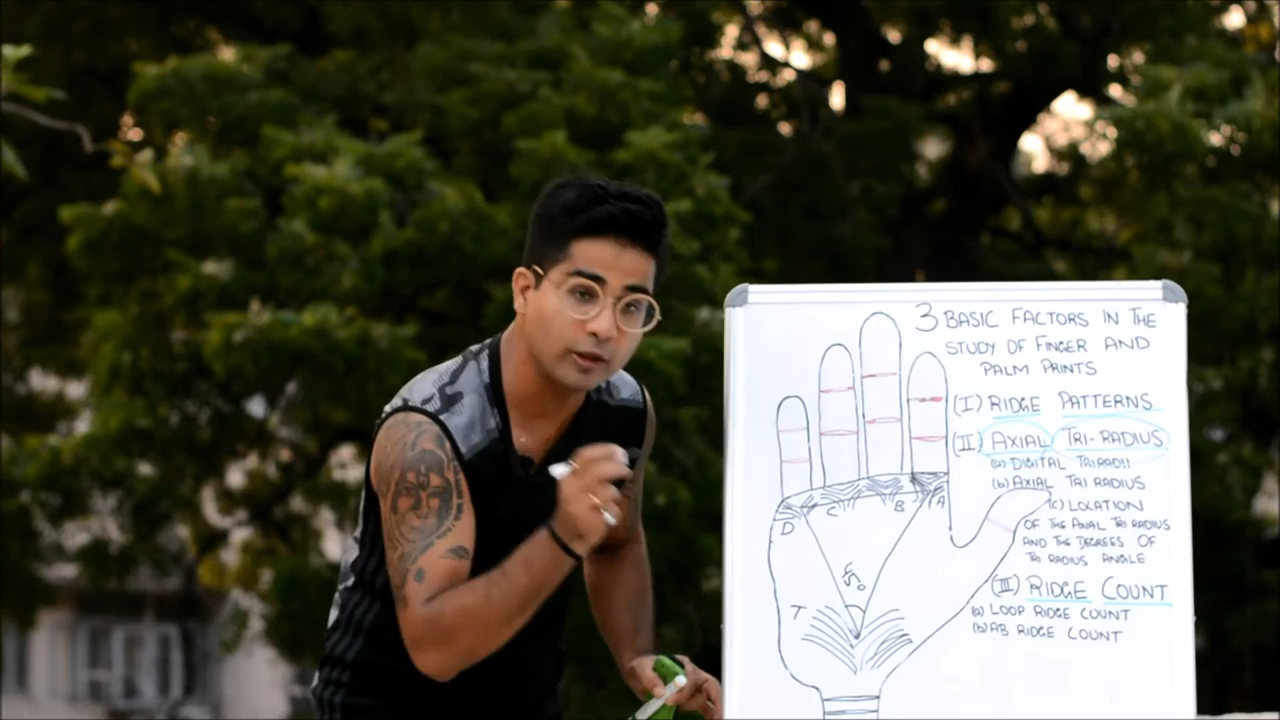 3 BASIC FACTORS IN THE
STUDY OF FINGER AND
PALM PRINTS
(I) RIDGE PATTERNS
(II) AXIAL TRI-RADIUS
(a) DIGITAL TRIRADII
(b) AXIAL TRI RADIUS
(c) LOCATION
OF THE AXIAL TRI RADIUS
AND THE DEGREES OF
TRI RADIUS ANGLE
(III) RIDGE COUNT
(a) LOOP RIDGE COUNT
(b) AB RIDGE COUNT
D C B A
T